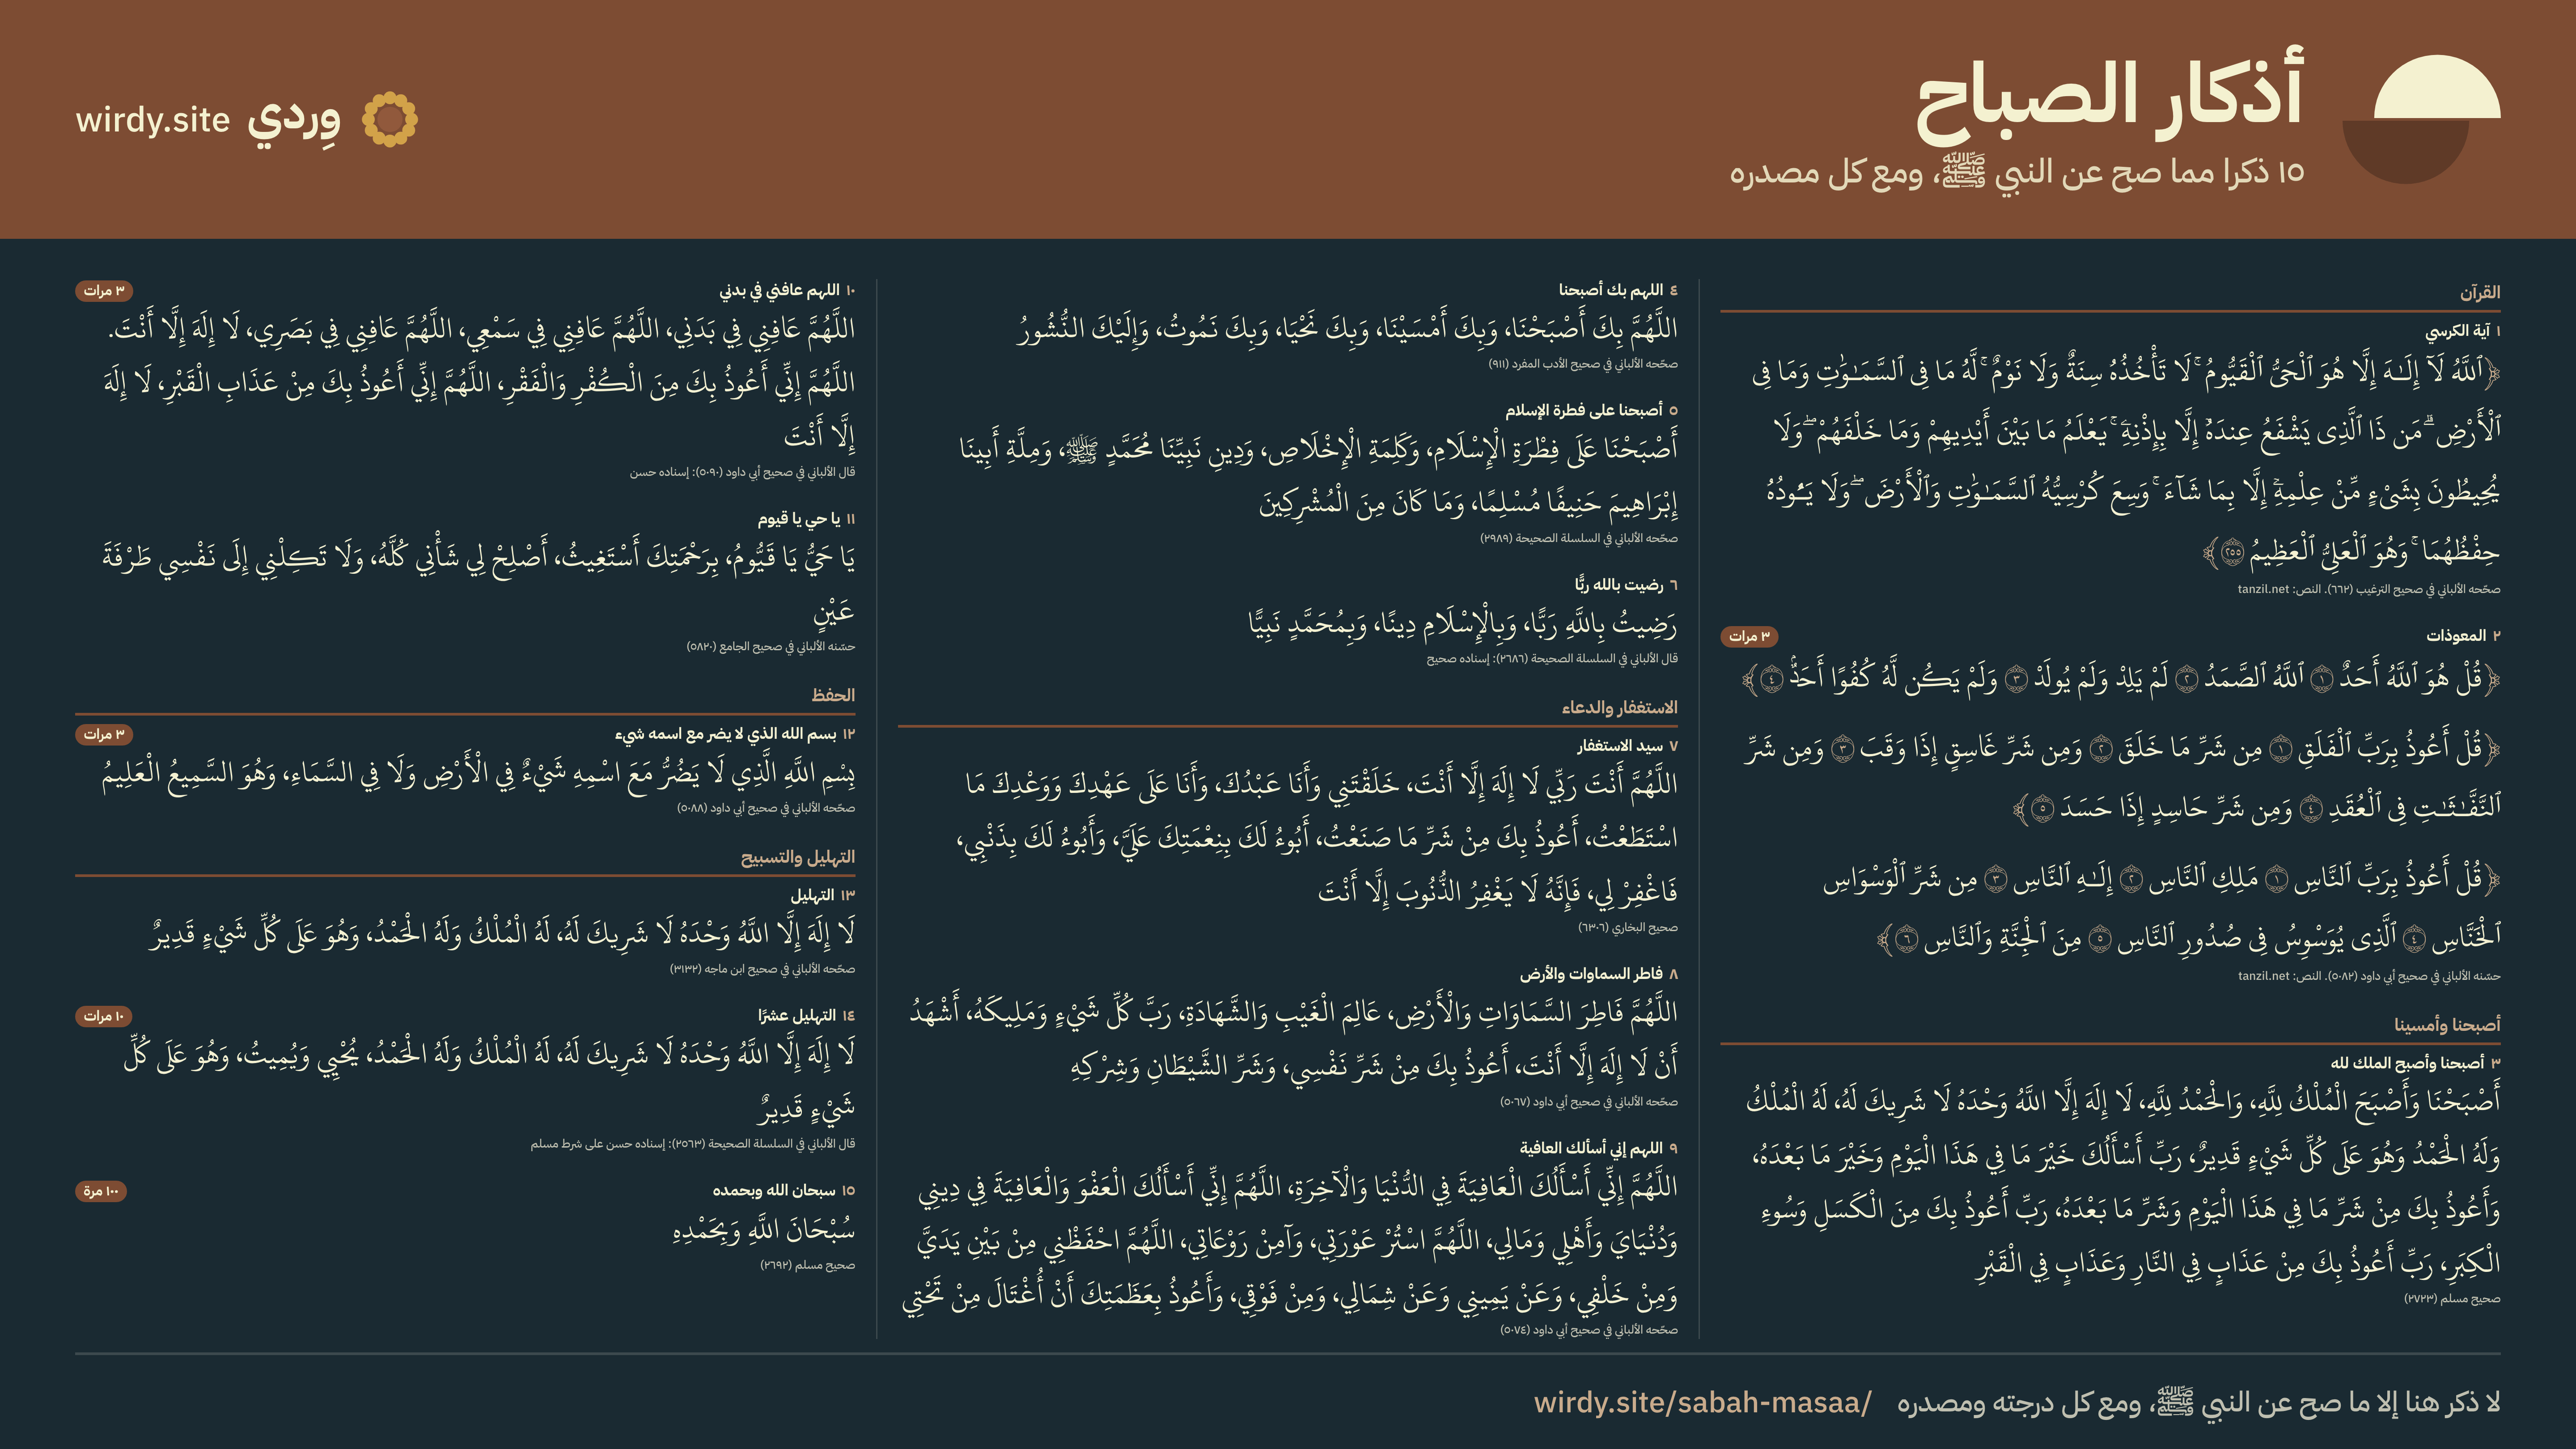 أذكار الصباح
١٥ ذكرا مما صح عن النبي ﷺ، ومع كل مصدره
وِردي wirdy.site
القرآن
١ آية الكرسي
﴿ٱللَّهُ لَآ إِلَـٰهَ إِلَّا هُوَ ٱلْحَىُّ ٱلْقَيُّومُ ۚ لَا تَأْخُذُهُۥ سِنَةٌ وَلَا نَوْمٌ ۚ لَّهُۥ مَا فِى ٱلسَّمَـٰوَٰتِ وَمَا فِى
ٱلْأَرْضِ ۗ مَن ذَا ٱلَّذِى يَشْفَعُ عِندَهُۥٓ إِلَّا بِإِذْنِهِۦ ۚ يَعْلَمُ مَا بَيْنَ أَيْدِيهِمْ وَمَا خَلْفَهُمْ ۖ وَلَا
يُحِيطُونَ بِشَىْءٍ مِّنْ عِلْمِهِۦٓ إِلَّا بِمَا شَآءَ ۚ وَسِعَ كُرْسِيُّهُ ٱلسَّمَـٰوَٰتِ وَٱلْأَرْضَ ۖ وَلَا يَـُٔودُهُۥ
حِفْظُهُمَا ۚ وَهُوَ ٱلْعَلِىُّ ٱلْعَظِيمُ ۝٢٥٥﴾
صحّحه الألباني في صحيح الترغيب (٦٦٢). النص: tanzil.net
٢ المعوذات
٣ مرات
﴿قُلْ هُوَ ٱللَّهُ أَحَدٌ ۝١ ٱللَّهُ ٱلصَّمَدُ ۝٢ لَمْ يَلِدْ وَلَمْ يُولَدْ ۝٣ وَلَمْ يَكُن لَّهُۥ كُفُوًا أَحَدٌۢ ۝٤﴾
﴿قُلْ أَعُوذُ بِرَبِّ ٱلْفَلَقِ ۝١ مِن شَرِّ مَا خَلَقَ ۝٢ وَمِن شَرِّ غَاسِقٍ إِذَا وَقَبَ ۝٣ وَمِن شَرِّ
ٱلنَّفَّـٰثَـٰتِ فِى ٱلْعُقَدِ ۝٤ وَمِن شَرِّ حَاسِدٍ إِذَا حَسَدَ ۝٥﴾
﴿قُلْ أَعُوذُ بِرَبِّ ٱلنَّاسِ ۝١ مَلِكِ ٱلنَّاسِ ۝٢ إِلَـٰهِ ٱلنَّاسِ ۝٣ مِن شَرِّ ٱلْوَسْوَاسِ
ٱلْخَنَّاسِ ۝٤ ٱلَّذِى يُوَسْوِسُ فِى صُدُورِ ٱلنَّاسِ ۝٥ مِنَ ٱلْجِنَّةِ وَٱلنَّاسِ ۝٦﴾
حسّنه الألباني في صحيح أبي داود (٥٠٨٢). النص: tanzil.net
أصبحنا وأمسينا
٣ أصبحنا وأصبح الملك لله
أَصْبَحْنَا وَأَصْبَحَ الْمُلْكُ لِلَّهِ، وَالْحَمْدُ لِلَّهِ، لَا إِلَهَ إِلَّا اللَّهُ وَحْدَهُ لَا شَرِيكَ لَهُ، لَهُ الْمُلْكُ
وَلَهُ الْحَمْدُ وَهُوَ عَلَى كُلِّ شَيْءٍ قَدِيرٌ، رَبِّ أَسْأَلُكَ خَيْرَ مَا فِي هَذَا الْيَوْمِ وَخَيْرَ مَا بَعْدَهُ،
وَأَعُوذُ بِكَ مِنْ شَرِّ مَا فِي هَذَا الْيَوْمِ وَشَرِّ مَا بَعْدَهُ، رَبِّ أَعُوذُ بِكَ مِنَ الْكَسَلِ وَسُوءِ
الْكِبَرِ، رَبِّ أَعُوذُ بِكَ مِنْ عَذَابٍ فِي النَّارِ وَعَذَابٍ فِي الْقَبْرِ
صحيح مسلم (٢٧٢٣)
٤ اللهم بك أصبحنا
اللَّهُمَّ بِكَ أَصْبَحْنَا، وَبِكَ أَمْسَيْنَا، وَبِكَ نَحْيَا، وَبِكَ نَمُوتُ، وَإِلَيْكَ النُّشُورُ
صحّحه الألباني في صحيح الأدب المفرد (٩١١)
٥ أصبحنا على فطرة الإسلام
أَصْبَحْنَا عَلَى فِطْرَةِ الْإِسْلَامِ، وَكَلِمَةِ الْإِخْلَاصِ، وَدِينِ نَبِيِّنَا مُحَمَّدٍ ﷺ، وَمِلَّةِ أَبِينَا
إِبْرَاهِيمَ حَنِيفًا مُسْلِمًا، وَمَا كَانَ مِنَ الْمُشْرِكِينَ
صحّحه الألباني في السلسلة الصحيحة (٢٩٨٩)
٦ رضيت بالله ربًّا
رَضِيتُ بِاللَّهِ رَبًّا، وَبِالْإِسْلَامِ دِينًا، وَبِمُحَمَّدٍ نَبِيًّا
قال الألباني في السلسلة الصحيحة (٢٦٨٦): إسناده صحيح
الاستغفار والدعاء
٧ سيد الاستغفار
اللَّهُمَّ أَنْتَ رَبِّي لَا إِلَهَ إِلَّا أَنْتَ، خَلَقْتَنِي وَأَنَا عَبْدُكَ، وَأَنَا عَلَى عَهْدِكَ وَوَعْدِكَ مَا
اسْتَطَعْتُ، أَعُوذُ بِكَ مِنْ شَرِّ مَا صَنَعْتُ، أَبُوءُ لَكَ بِنِعْمَتِكَ عَلَيَّ، وَأَبُوءُ لَكَ بِذَنْبِي،
فَاغْفِرْ لِي، فَإِنَّهُ لَا يَغْفِرُ الذُّنُوبَ إِلَّا أَنْتَ
صحيح البخاري (٦٣٠٦)
٨ فاطر السماوات والأرض
اللَّهُمَّ فَاطِرَ السَّمَاوَاتِ وَالْأَرْضِ، عَالِمَ الْغَيْبِ وَالشَّهَادَةِ، رَبَّ كُلِّ شَيْءٍ وَمَلِيكَهُ، أَشْهَدُ
أَنْ لَا إِلَهَ إِلَّا أَنْتَ، أَعُوذُ بِكَ مِنْ شَرِّ نَفْسِي، وَشَرِّ الشَّيْطَانِ وَشِرْكِهِ
صحّحه الألباني في صحيح أبي داود (٥٠٦٧)
٩ اللهم إني أسألك العافية
اللَّهُمَّ إِنِّي أَسْأَلُكَ الْعَافِيَةَ فِي الدُّنْيَا وَالْآخِرَةِ، اللَّهُمَّ إِنِّي أَسْأَلُكَ الْعَفْوَ وَالْعَافِيَةَ فِي دِينِي
وَدُنْيَايَ وَأَهْلِي وَمَالِي، اللَّهُمَّ اسْتُرْ عَوْرَتِي، وَآمِنْ رَوْعَاتِي، اللَّهُمَّ احْفَظْنِي مِنْ بَيْنِ يَدَيَّ
وَمِنْ خَلْفِي، وَعَنْ يَمِينِي وَعَنْ شِمَالِي، وَمِنْ فَوْقِي، وَأَعُوذُ بِعَظَمَتِكَ أَنْ أُغْتَالَ مِنْ تَحْتِي
صحّحه الألباني في صحيح أبي داود (٥٠٧٤)
١٠ اللهم عافني في بدني
٣ مرات
اللَّهُمَّ عَافِنِي فِي بَدَنِي، اللَّهُمَّ عَافِنِي فِي سَمْعِي، اللَّهُمَّ عَافِنِي فِي بَصَرِي، لَا إِلَهَ إِلَّا أَنْتَ.
اللَّهُمَّ إِنِّي أَعُوذُ بِكَ مِنَ الْكُفْرِ وَالْفَقْرِ، اللَّهُمَّ إِنِّي أَعُوذُ بِكَ مِنْ عَذَابِ الْقَبْرِ، لَا إِلَهَ
إِلَّا أَنْتَ
قال الألباني في صحيح أبي داود (٥٠٩٠): إسناده حسن
١١ يا حي يا قيوم
يَا حَيُّ يَا قَيُّومُ، بِرَحْمَتِكَ أَسْتَغِيثُ، أَصْلِحْ لِي شَأْنِي كُلَّهُ، وَلَا تَكِلْنِي إِلَى نَفْسِي طَرْفَةَ
عَيْنٍ
حسّنه الألباني في صحيح الجامع (٥٨٢٠)
الحفظ
١٢ بسم الله الذي لا يضر مع اسمه شيء
٣ مرات
بِسْمِ اللَّهِ الَّذِي لَا يَضُرُّ مَعَ اسْمِهِ شَيْءٌ فِي الْأَرْضِ وَلَا فِي السَّمَاءِ، وَهُوَ السَّمِيعُ الْعَلِيمُ
صحّحه الألباني في صحيح أبي داود (٥٠٨٨)
التهليل والتسبيح
١٣ التهليل
لَا إِلَهَ إِلَّا اللَّهُ وَحْدَهُ لَا شَرِيكَ لَهُ، لَهُ الْمُلْكُ وَلَهُ الْحَمْدُ، وَهُوَ عَلَى كُلِّ شَيْءٍ قَدِيرٌ
صحّحه الألباني في صحيح ابن ماجه (٣١٣٢)
١٤ التهليل عشرًا
١٠ مرات
لَا إِلَهَ إِلَّا اللَّهُ وَحْدَهُ لَا شَرِيكَ لَهُ، لَهُ الْمُلْكُ وَلَهُ الْحَمْدُ، يُحْيِي وَيُمِيتُ، وَهُوَ عَلَى كُلِّ
شَيْءٍ قَدِيرٌ
قال الألباني في السلسلة الصحيحة (٢٥٦٣): إسناده حسن على شرط مسلم
١٥ سبحان الله وبحمده
١٠٠ مرة
سُبْحَانَ اللَّهِ وَبِحَمْدِهِ
صحيح مسلم (٢٦٩٢)
لا ذكر هنا إلا ما صح عن النبي ﷺ، ومع كل درجته ومصدره wirdy.site/sabah-masaa/